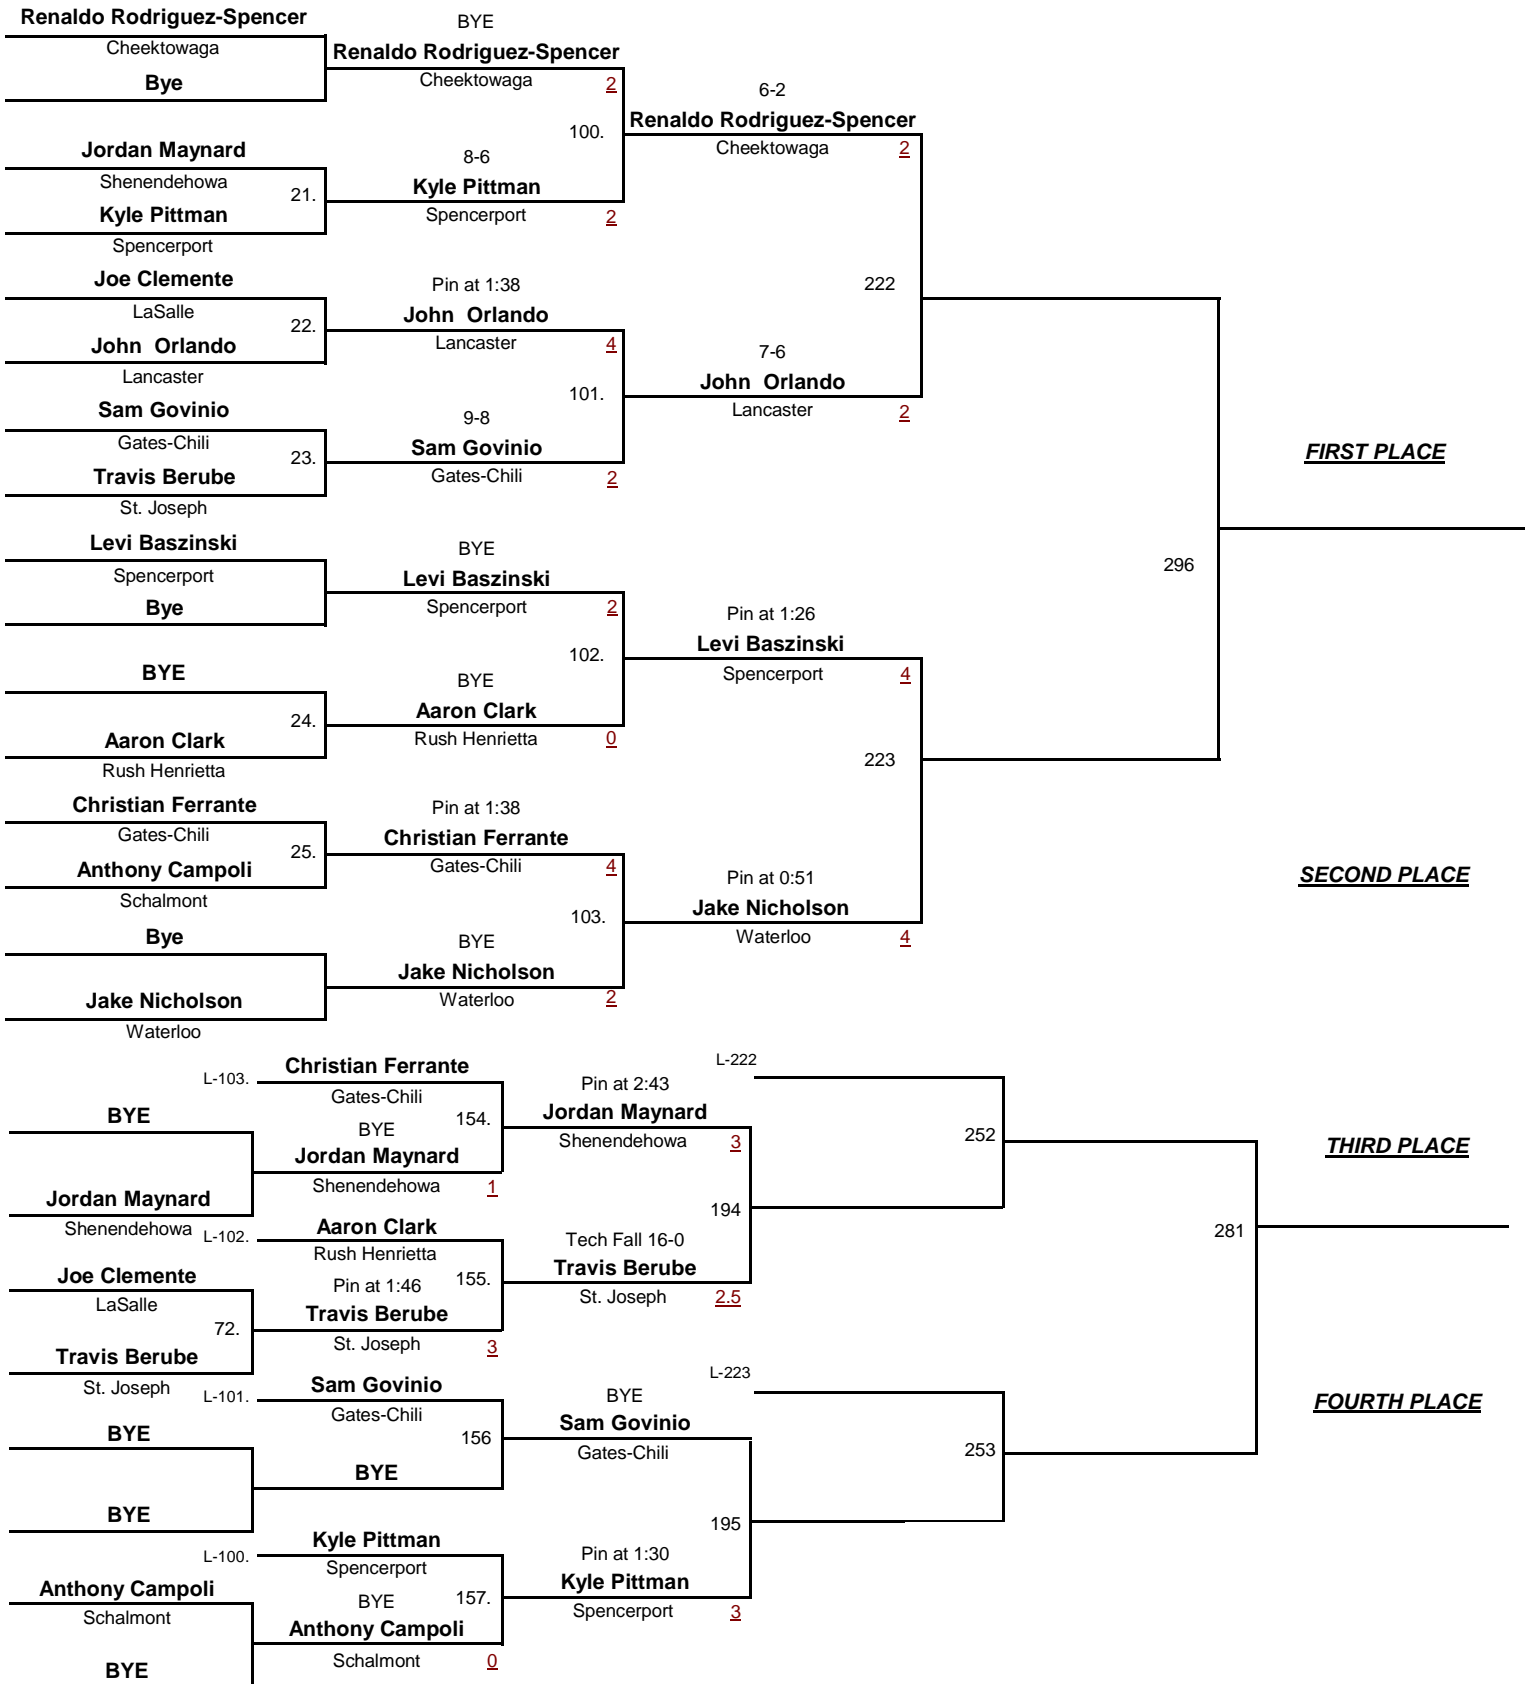 Renaldo Rodriguez-Spencer
Cheektowaga
Bye
Jordan Maynard
Shenendehowa
21.
Kyle Pittman
Spencerport
Joe Clemente
LaSalle
22.
John Orlando
Lancaster
Sam Govinio
Gates-Chili
23.
Travis Berube
St. Joseph
Levi Baszinski
Spencerport
Bye
BYE
24.
Aaron Clark
Rush Henrietta
Christian Ferrante
Gates-Chili
25.
Anthony Campoli
Schalmont
Bye
Jake Nicholson
Waterloo
BYE
Renaldo Rodriguez-Spencer
Cheektowaga 2
100.
8-6
Kyle Pittman
Spencerport 2
Pin at 1:38
John Orlando
Lancaster 4
101.
9-8
Sam Govinio
Gates-Chili 2
BYE
Levi Baszinski
Spencerport 2
102.
BYE
Aaron Clark
Rush Henrietta 0
Pin at 1:38
Christian Ferrante
Gates-Chili 4
103.
BYE
Jake Nicholson
Waterloo 2
6-2
Renaldo Rodriguez-Spencer
Cheektowaga 2
222
7-6
John Orlando
Lancaster 2
Pin at 1:26
Levi Baszinski
Spencerport 4
223
Pin at 0:51
Jake Nicholson
Waterloo 4
296
FIRST PLACE
SECOND PLACE
BYE
Jordan Maynard
Shenendehowa
Joe Clemente
LaSalle
72.
Travis Berube
St. Joseph
BYE
BYE
Anthony Campoli
Schalmont
BYE
L-103.
Christian Ferrante
Gates-Chili
154.
BYE
Jordan Maynard
Shenendehowa 1
L-102.
Aaron Clark
Rush Henrietta
155.
Pin at 1:46
Travis Berube
St. Joseph 3
L-101.
Sam Govinio
Gates-Chili
156
BYE
L-100.
Kyle Pittman
Spencerport
157.
BYE
Anthony Campoli
Schalmont 0
Pin at 2:43
Jordan Maynard
Shenendehowa 3
194
Tech Fall 16-0
Travis Berube
St. Joseph 2.5
BYE
Sam Govinio
Gates-Chili
195
Pin at 1:30
Kyle Pittman
Spencerport 3
L-222
252
L-223
253
281
THIRD PLACE
FOURTH PLACE